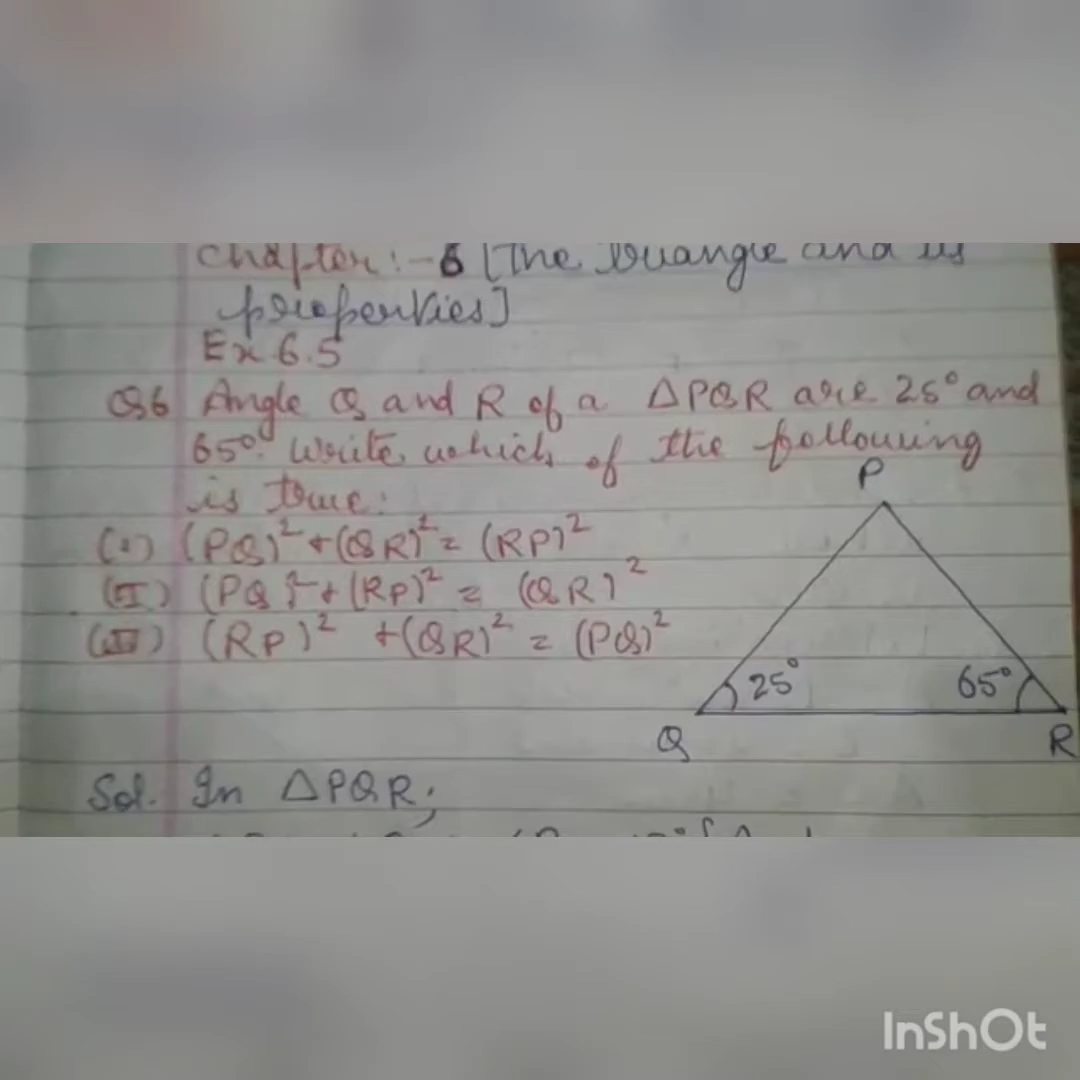 Chapter :- 6 [The triangle and its
properties]
Ex 6.5
Q6 Angle Q and R of a △PQR are 25° and
65°. Write which of the following
is true:
(I) (PQ)² + (QR)² = (RP)²
(II) (PQ)² + (RP)² = (QR)²
(III) (RP)² + (QR)² = (PQ)²
P
25° 65°
Q R
Sol. In △PQR;
InShOt